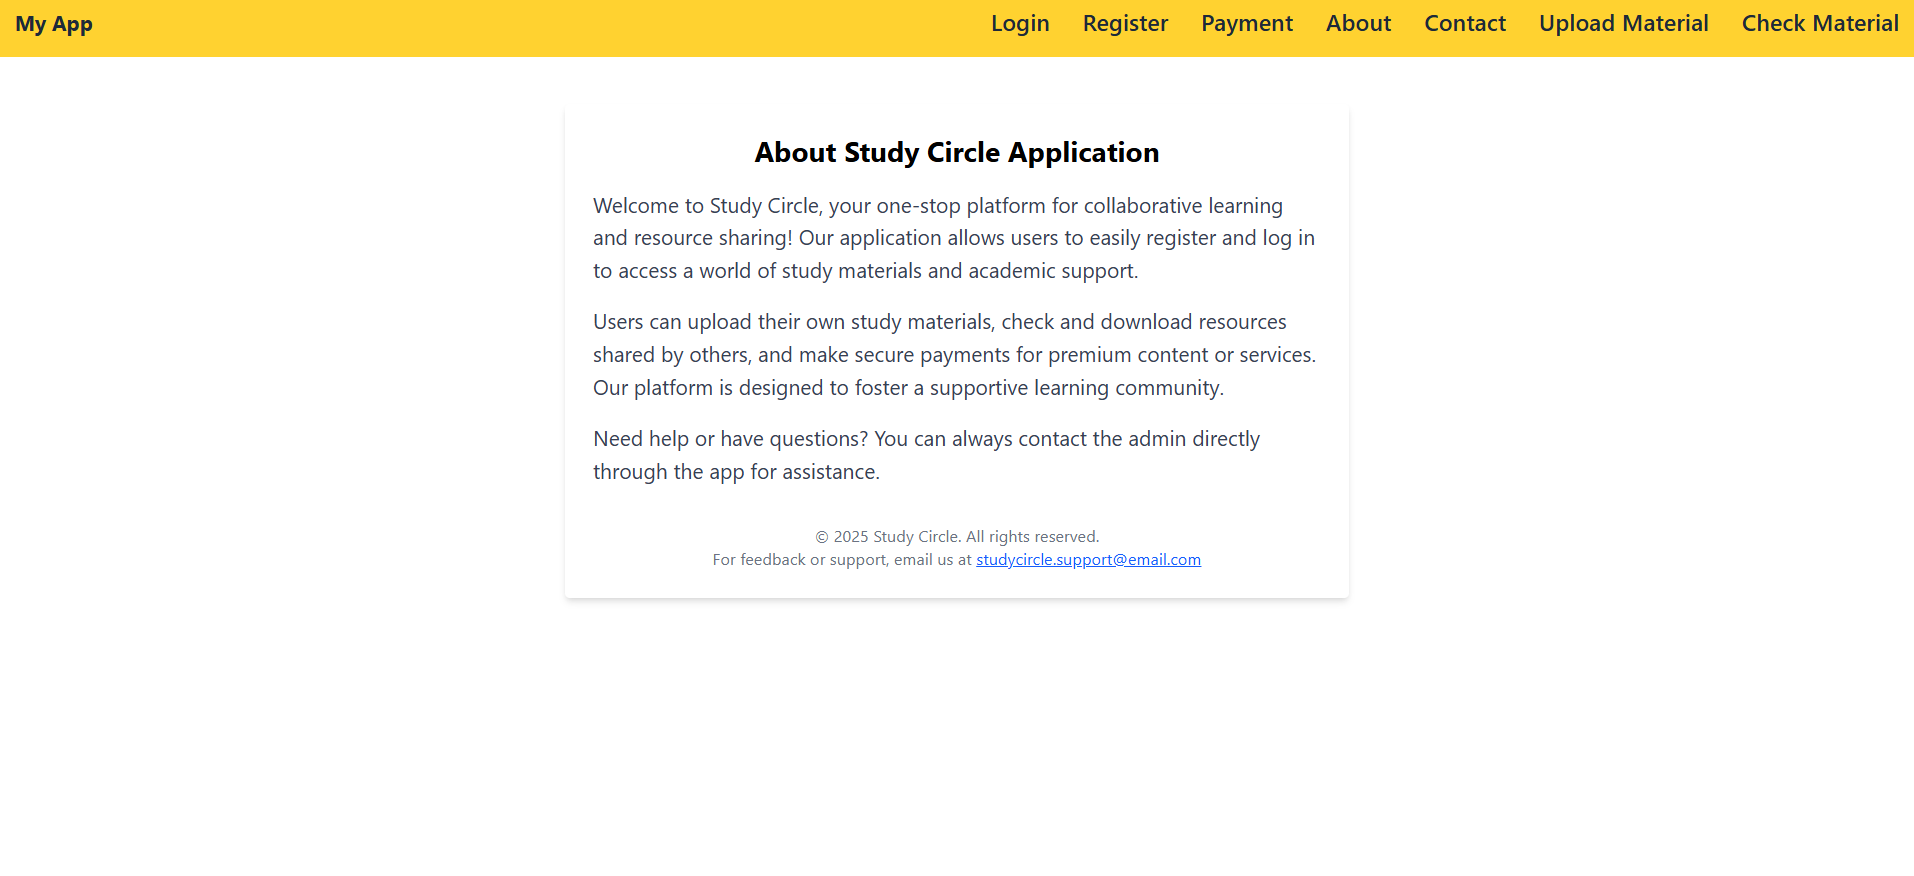 My App Login Register Payment About Contact Upload Material Check Material
About Study Circle Application
Welcome to Study Circle, your one-stop platform for collaborative learning
and resource sharing! Our application allows users to easily register and log in
to access a world of study materials and academic support.
Users can upload their own study materials, check and download resources
shared by others, and make secure payments for premium content or services.
Our platform is designed to foster a supportive learning community.
Need help or have questions? You can always contact the admin directly
through the app for assistance.
© 2025 Study Circle. All rights reserved.
For feedback or support, email us at studycircle.support@email.com